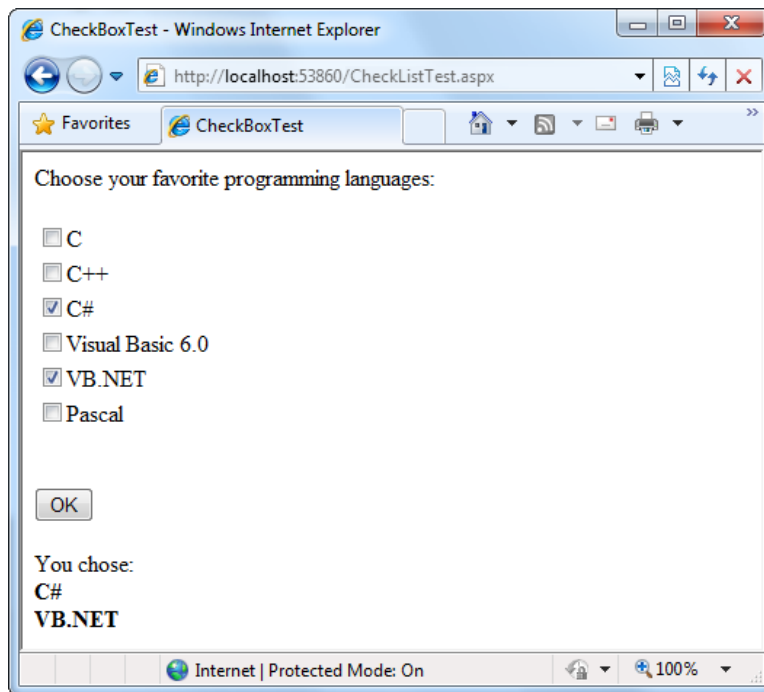 CheckBoxTest - Windows Internet Explorer
http://localhost:53860/CheckListTest.aspx
Favorites
CheckBoxTest
Choose your favorite programming languages:
C
C++
C#
Visual Basic 6.0
VB.NET
Pascal
OK
You chose:
C#
VB.NET
Internet | Protected Mode: On
100%